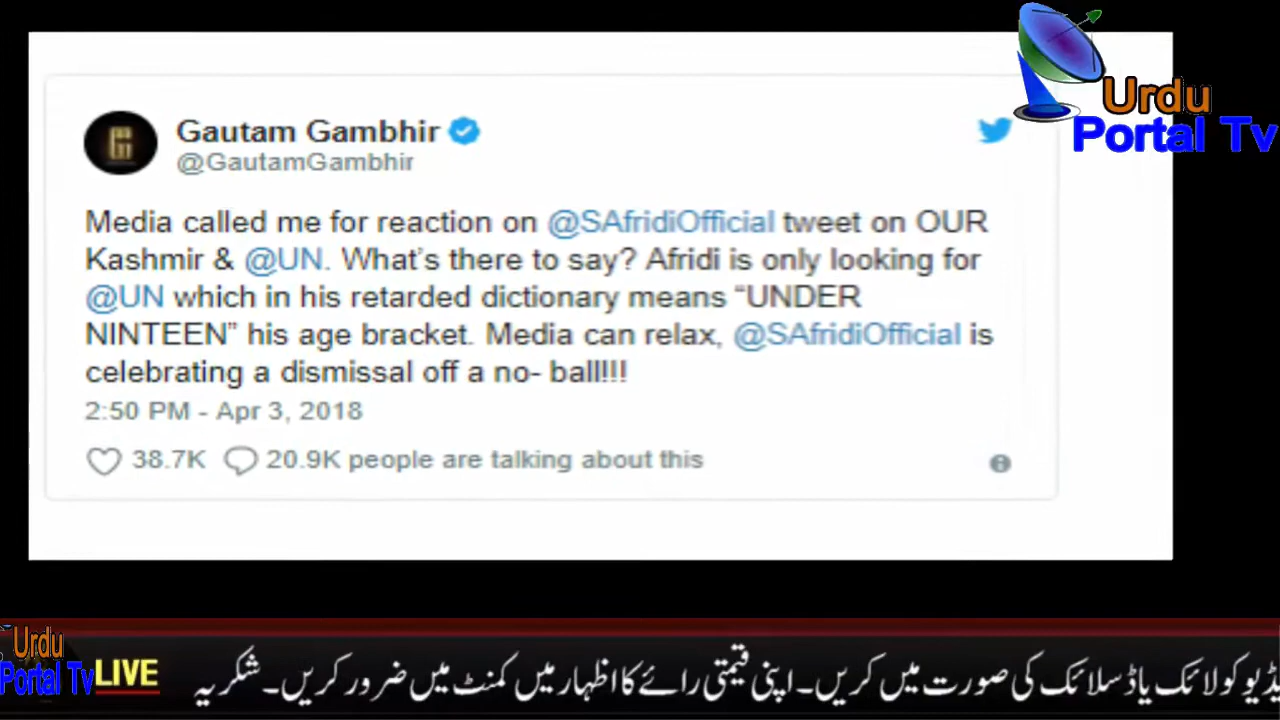 Urdu
Portal Tv
Gautam Gambhir
@GautamGambhir
Media called me for reaction on @SAfridiOfficial tweet on OUR
Kashmir & @UN. What's there to say? Afridi is only looking for
@UN which in his retarded dictionary means “UNDER
NINTEEN” his age bracket. Media can relax, @SAfridiOfficial is
celebrating a dismissal off a no- ball!!!
2:50 PM - Apr 3, 2018
38.7K 20.9K people are talking about this
Urdu
Portal Tv
LIVE
کو لائک یا ڈسلائک کی صورت میں کریں۔ اپنی قیمتی رائے کا اظہار میں کمنٹ میں ضرور کریں۔ شکریہ